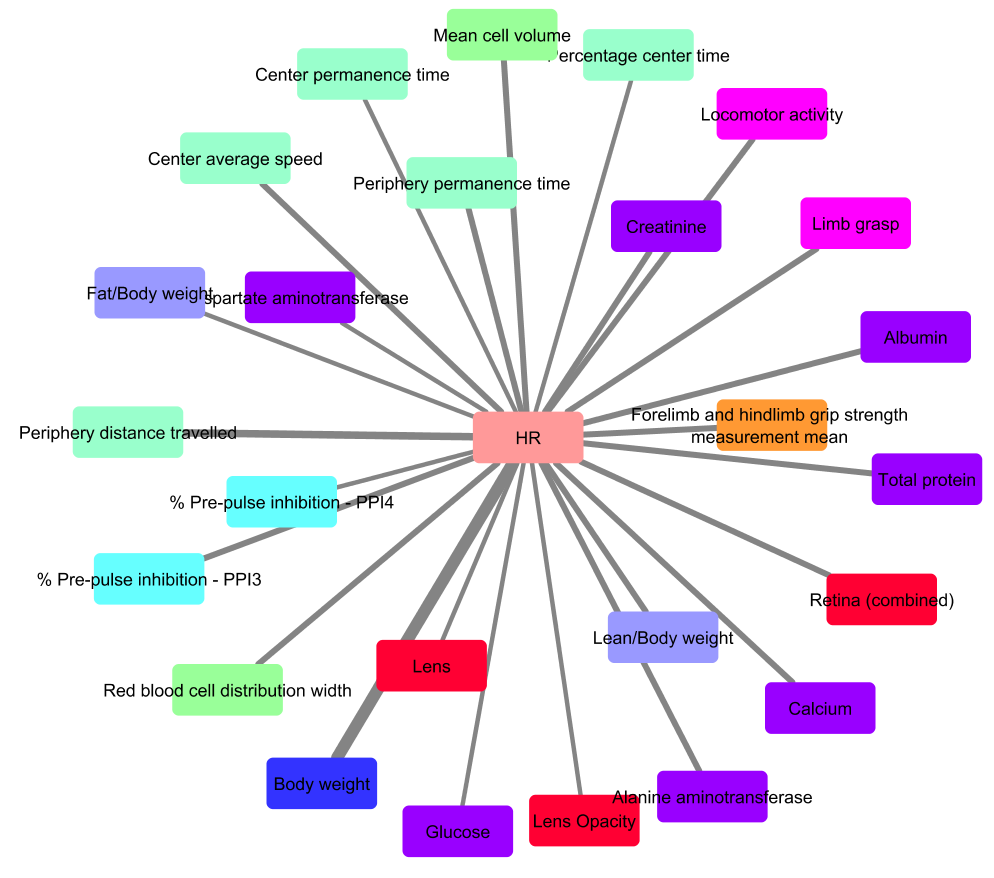 Mean cell volume
Percentage center time
Center permanence time
Locomotor activity
Center average speed
Periphery permanence time
Creatinine
Limb grasp
Fat/Body weight
spartate aminotransferase
Albumin
Forelimb and hindlimb grip strength
measurement mean
Periphery distance travelled
HR
Total protein
% Pre-pulse inhibition - PPI4
% Pre-pulse inhibition - PPI3
Retina (combined)
Lean/Body weight
Lens
Red blood cell distribution width
Calcium
Body weight
Alanine aminotransferase
Glucose
Lens Opacity